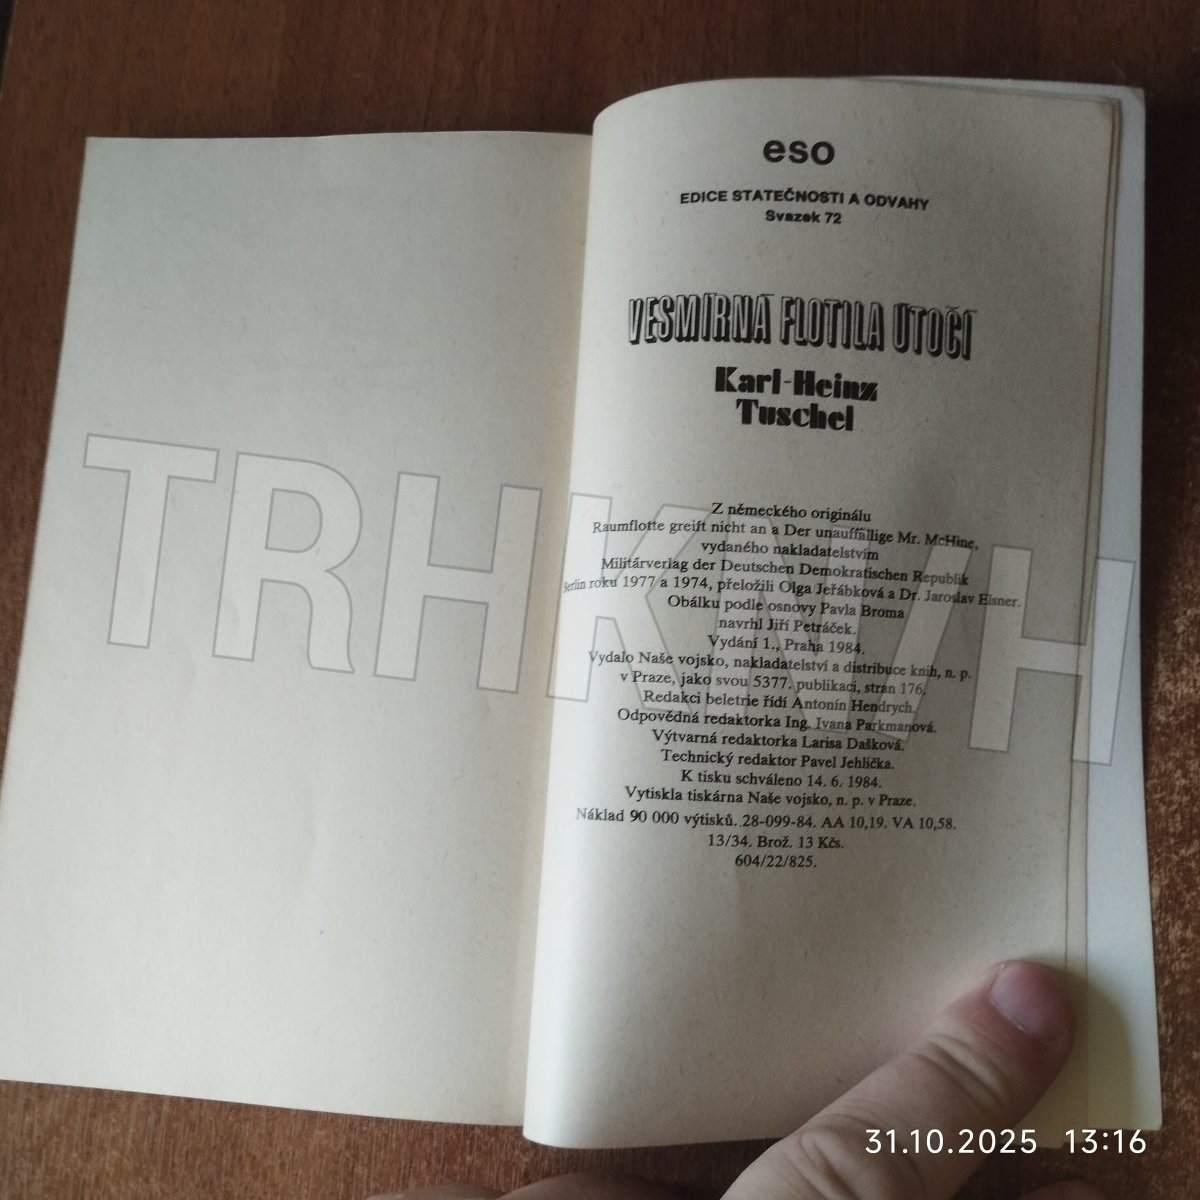 eso
EDICE STATEČNOSTI A ODVAHY
Svazek 72
VESMÍRNÁ FLOTILA ÚTOČÍ
Karl-Heinz
Tuschel
Z německého originálu
Raumflotte greift nicht an a Der unauffällige Mr. McHine,
vydaného nakladatelstvím
Militärverlag der Deutschen Demokratischen Republik
Berlin roku 1977 a 1974, přeložili Olga Jeřábková a Dr. Jaroslav Eisner.
Obálku podle osnovy Pavla Broma
navrhl Jiří Petráček.
Vydání 1., Praha 1984.
Vydalo Naše vojsko, nakladatelství a distribuce knih, n. p.
v Praze, jako svou 5377. publikaci, stran 176,
Redakci beletrie řídí Antonín Hendrych.
Odpovědná redaktorka Ing. Ivana Parkmanová.
Výtvarná redaktorka Larisa Dašková.
Technický redaktor Pavel Jehlička.
K tisku schváleno 14. 6. 1984.
Vytiskla tiskárna Naše vojsko, n. p. v Praze.
Náklad 90 000 výtisků. 28-099-84. AA 10,19. VA 10,58.
13/34. Brož. 13 Kčs.
604/22/825.
TRHKNIH
31.10.2025 13:16